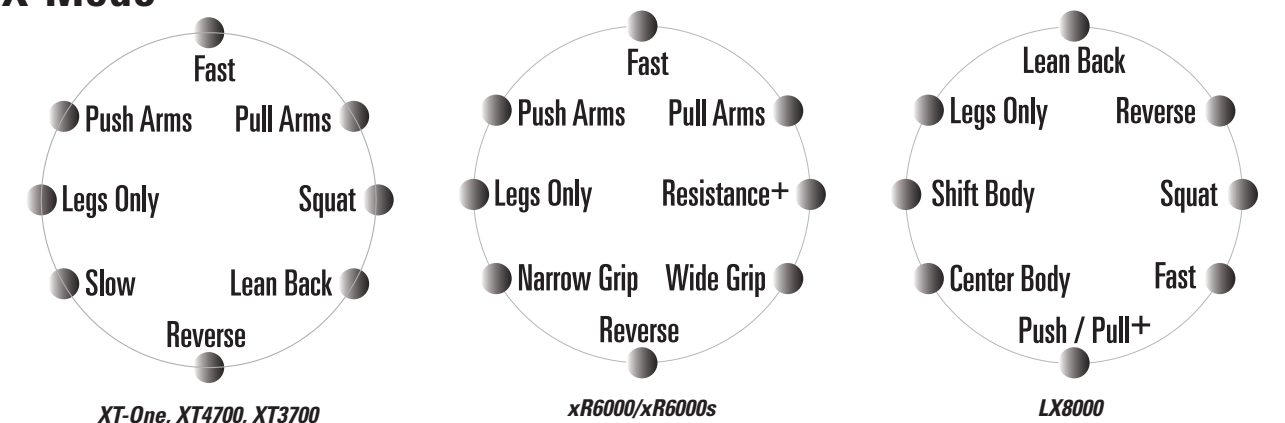 X-Mode
Fast
Push Arms
Pull Arms
Legs Only
Squat
Slow
Lean Back
Reverse
XT-One, XT4700, XT3700
Fast
Push Arms
Pull Arms
Legs Only
Resistance+
Narrow Grip
Wide Grip
Reverse
xR6000/xR6000s
Lean Back
Legs Only
Reverse
Shift Body
Squat
Center Body
Fast
Push / Pull+
LX8000